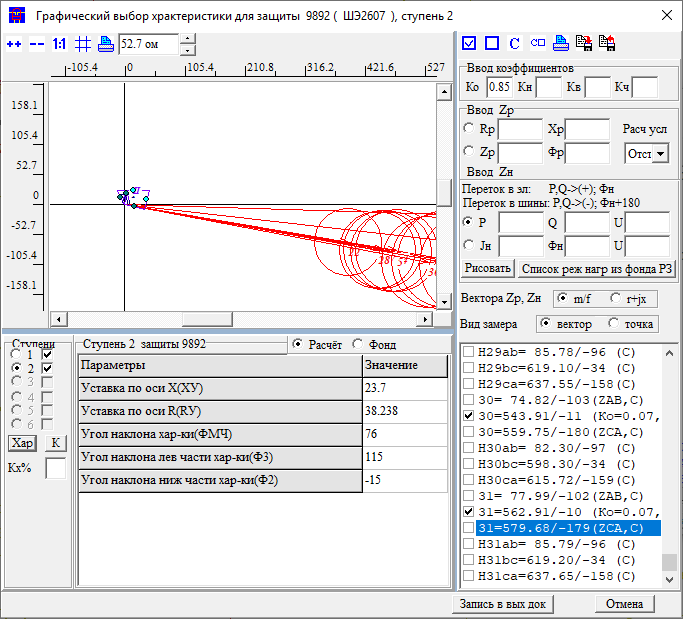 Графический выбор храктеристики для защиты 9892 ( ШЭ2607 ), ступень 2
++ -- 1:1 52.7 ом
C
-105.4 0 105.4 210.8 316.2 421.6 527
158.1
105.4
52.7
0
-52.7
-105.4
-158.1
Ввод коэффициентов
Ко 0.85 Кн Кв Кч
Ввод Zp
Rp Xp Расч усл
Zp Фр Отст
Ввод Zн
Переток в эл: P,Q->(+); Фн
Переток в шины: P,Q->(-); Фн+180
P Q U
Jн Фн U
Рисовать Список реж нагр из фонда РЗ
Вектора Zp, Zн m/f r+jx
Вид замера вектор точка
Ступени
1
2
3
4
5
6
Хар К
Кх%
Ступень 2 защиты 9892 Расчёт Фонд
Параметры Значение
Уставка по оси X(ХУ) 23.7
Уставка по оси R(RУ) 38.238
Угол наклона хар-ки(ФМЧ) 76
Угол наклона лев части хар-ки(Ф3) 115
Угол наклона ниж части хар-ки(Ф2) -15
H29ab= 85.78/-96 (C)
H29bc=619.10/-34 (C)
H29ca=637.55/-158(C)
30= 74.82/-103(ZAB,C)
30=543.91/-11 (Ко=0.07,
30=559.75/-180(ZCA,C)
H30ab= 82.30/-97 (C)
H30bc=598.30/-34 (C)
H30ca=615.72/-159(C)
31= 77.99/-102(ZAB,C)
31=562.91/-10 (Ко=0.07,
31=579.68/-179(ZCA,C)
H31ab= 85.79/-96 (C)
H31bc=619.20/-34 (C)
H31ca=637.65/-158(C)
Запись в вых док Отмена